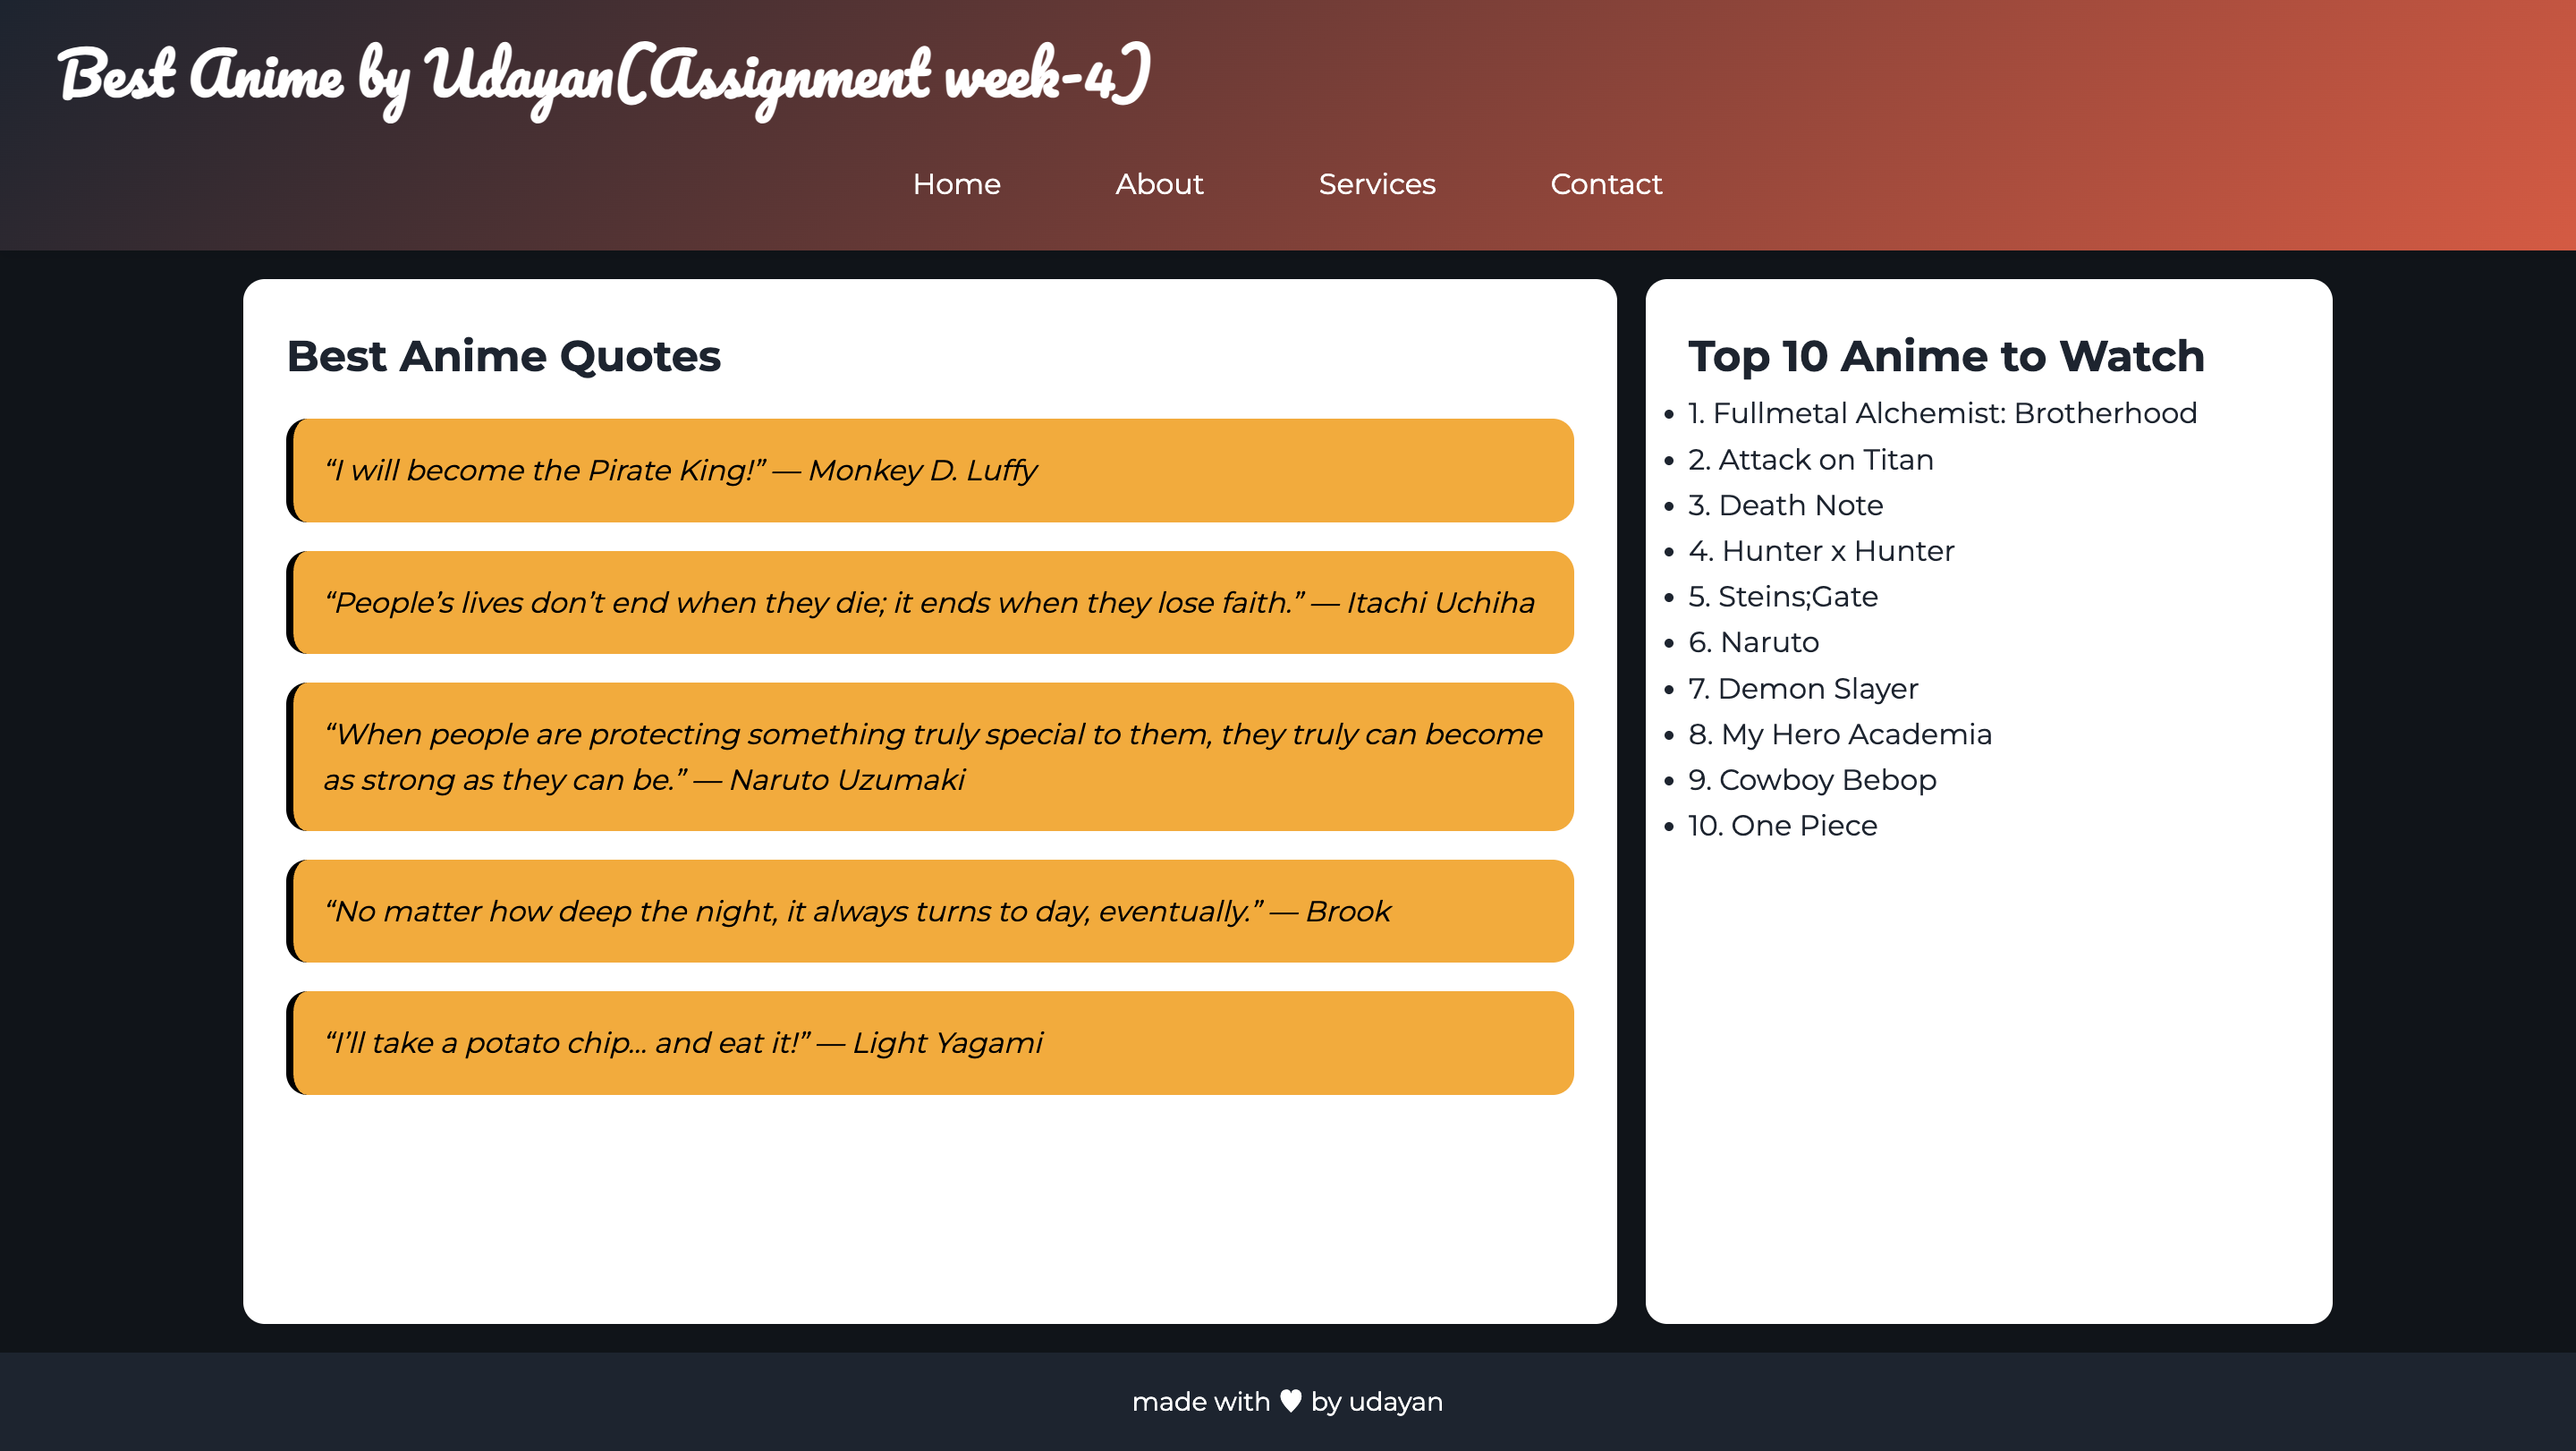 Best Anime by Udayan(Assignment week-4)
Home About Services Contact
Best Anime Quotes
“I will become the Pirate King!” — Monkey D. Luffy
“People’s lives don’t end when they die; it ends when they lose faith.” — Itachi Uchiha
“When people are protecting something truly special to them, they truly can become
as strong as they can be.” — Naruto Uzumaki
“No matter how deep the night, it always turns to day, eventually.” — Brook
“I’ll take a potato chip... and eat it!” — Light Yagami
Top 10 Anime to Watch
• 1. Fullmetal Alchemist: Brotherhood
• 2. Attack on Titan
• 3. Death Note
• 4. Hunter x Hunter
• 5. Steins;Gate
• 6. Naruto
• 7. Demon Slayer
• 8. My Hero Academia
• 9. Cowboy Bebop
• 10. One Piece
made with ♥ by udayan